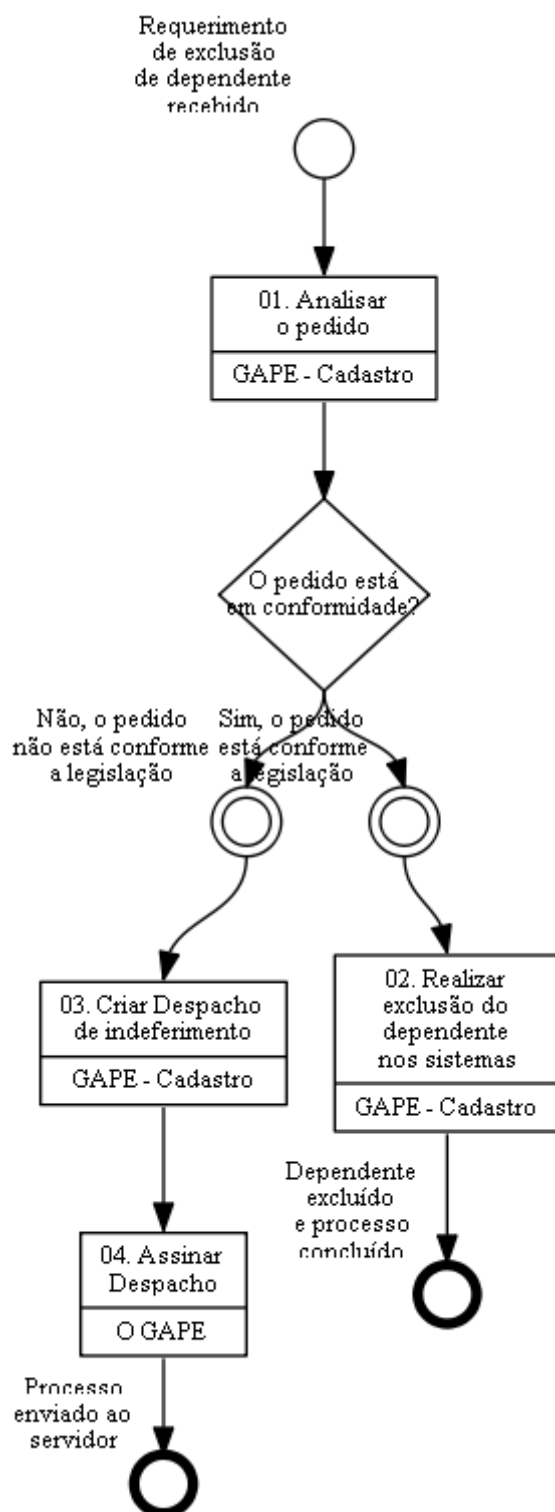 Requerimento
de exclusão
de dependente
recebido
01. Analisar
o pedido
GAPE - Cadastro
O pedido está
em conformidade?
Não, o pedido
não está conforme
a legislação
Sim, o pedido
está conforme
a legislação
03. Criar Despacho
de indeferimento
GAPE - Cadastro
02. Realizar
exclusão do
dependente
nos sistemas
GAPE - Cadastro
Dependente
excluído
e processo
concluído
04. Assinar
Despacho
O GAPE
Processo
enviado ao
servidor